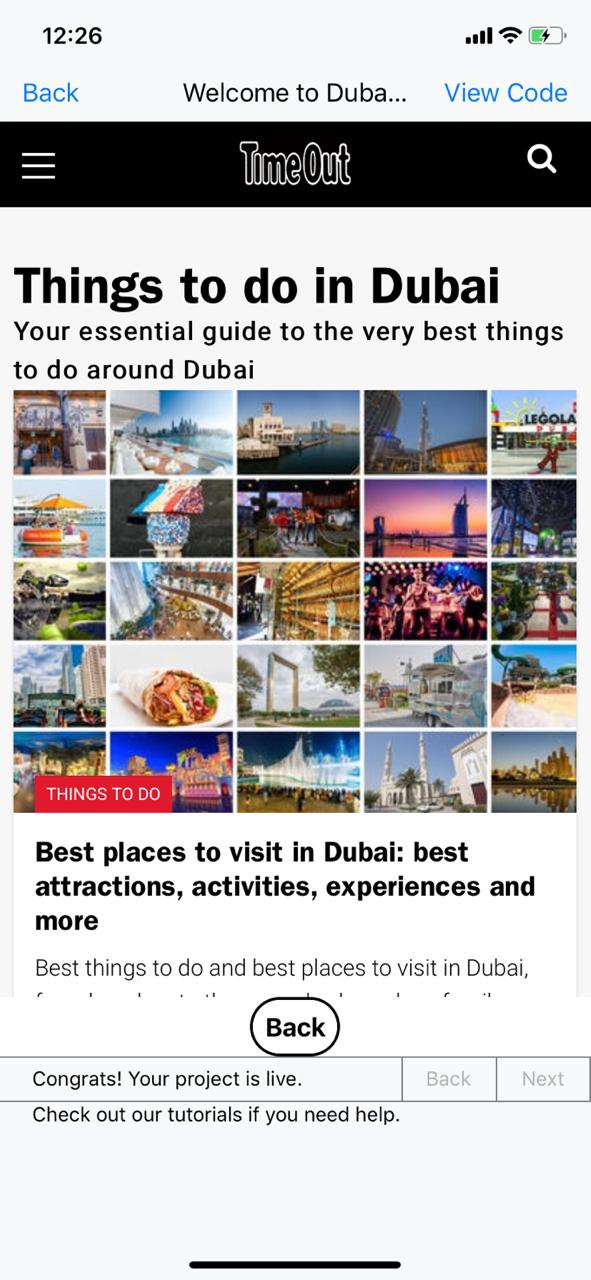 12:26
Back
Welcome to Duba...
View Code
TimeOut
Things to do in Dubai
Your essential guide to the very best things
to do around Dubai
LEGOLA
THINGS TO DO
Best places to visit in Dubai: best
attractions, activities, experiences and
more
Best things to do and best places to visit in Dubai,
Back
Congrats! Your project is live.
Back
Next
Check out our tutorials if you need help.